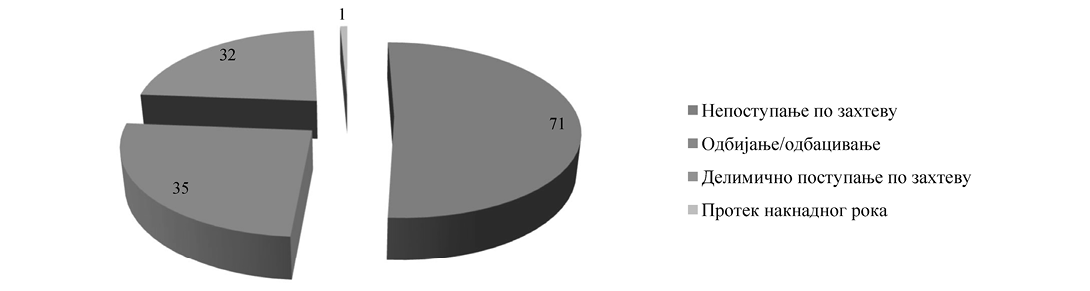 1
32
71
35
Непоступање по захтеву
Одбијање/одбацивање
Делимично поступање по захтеву
Протек накнадног рока